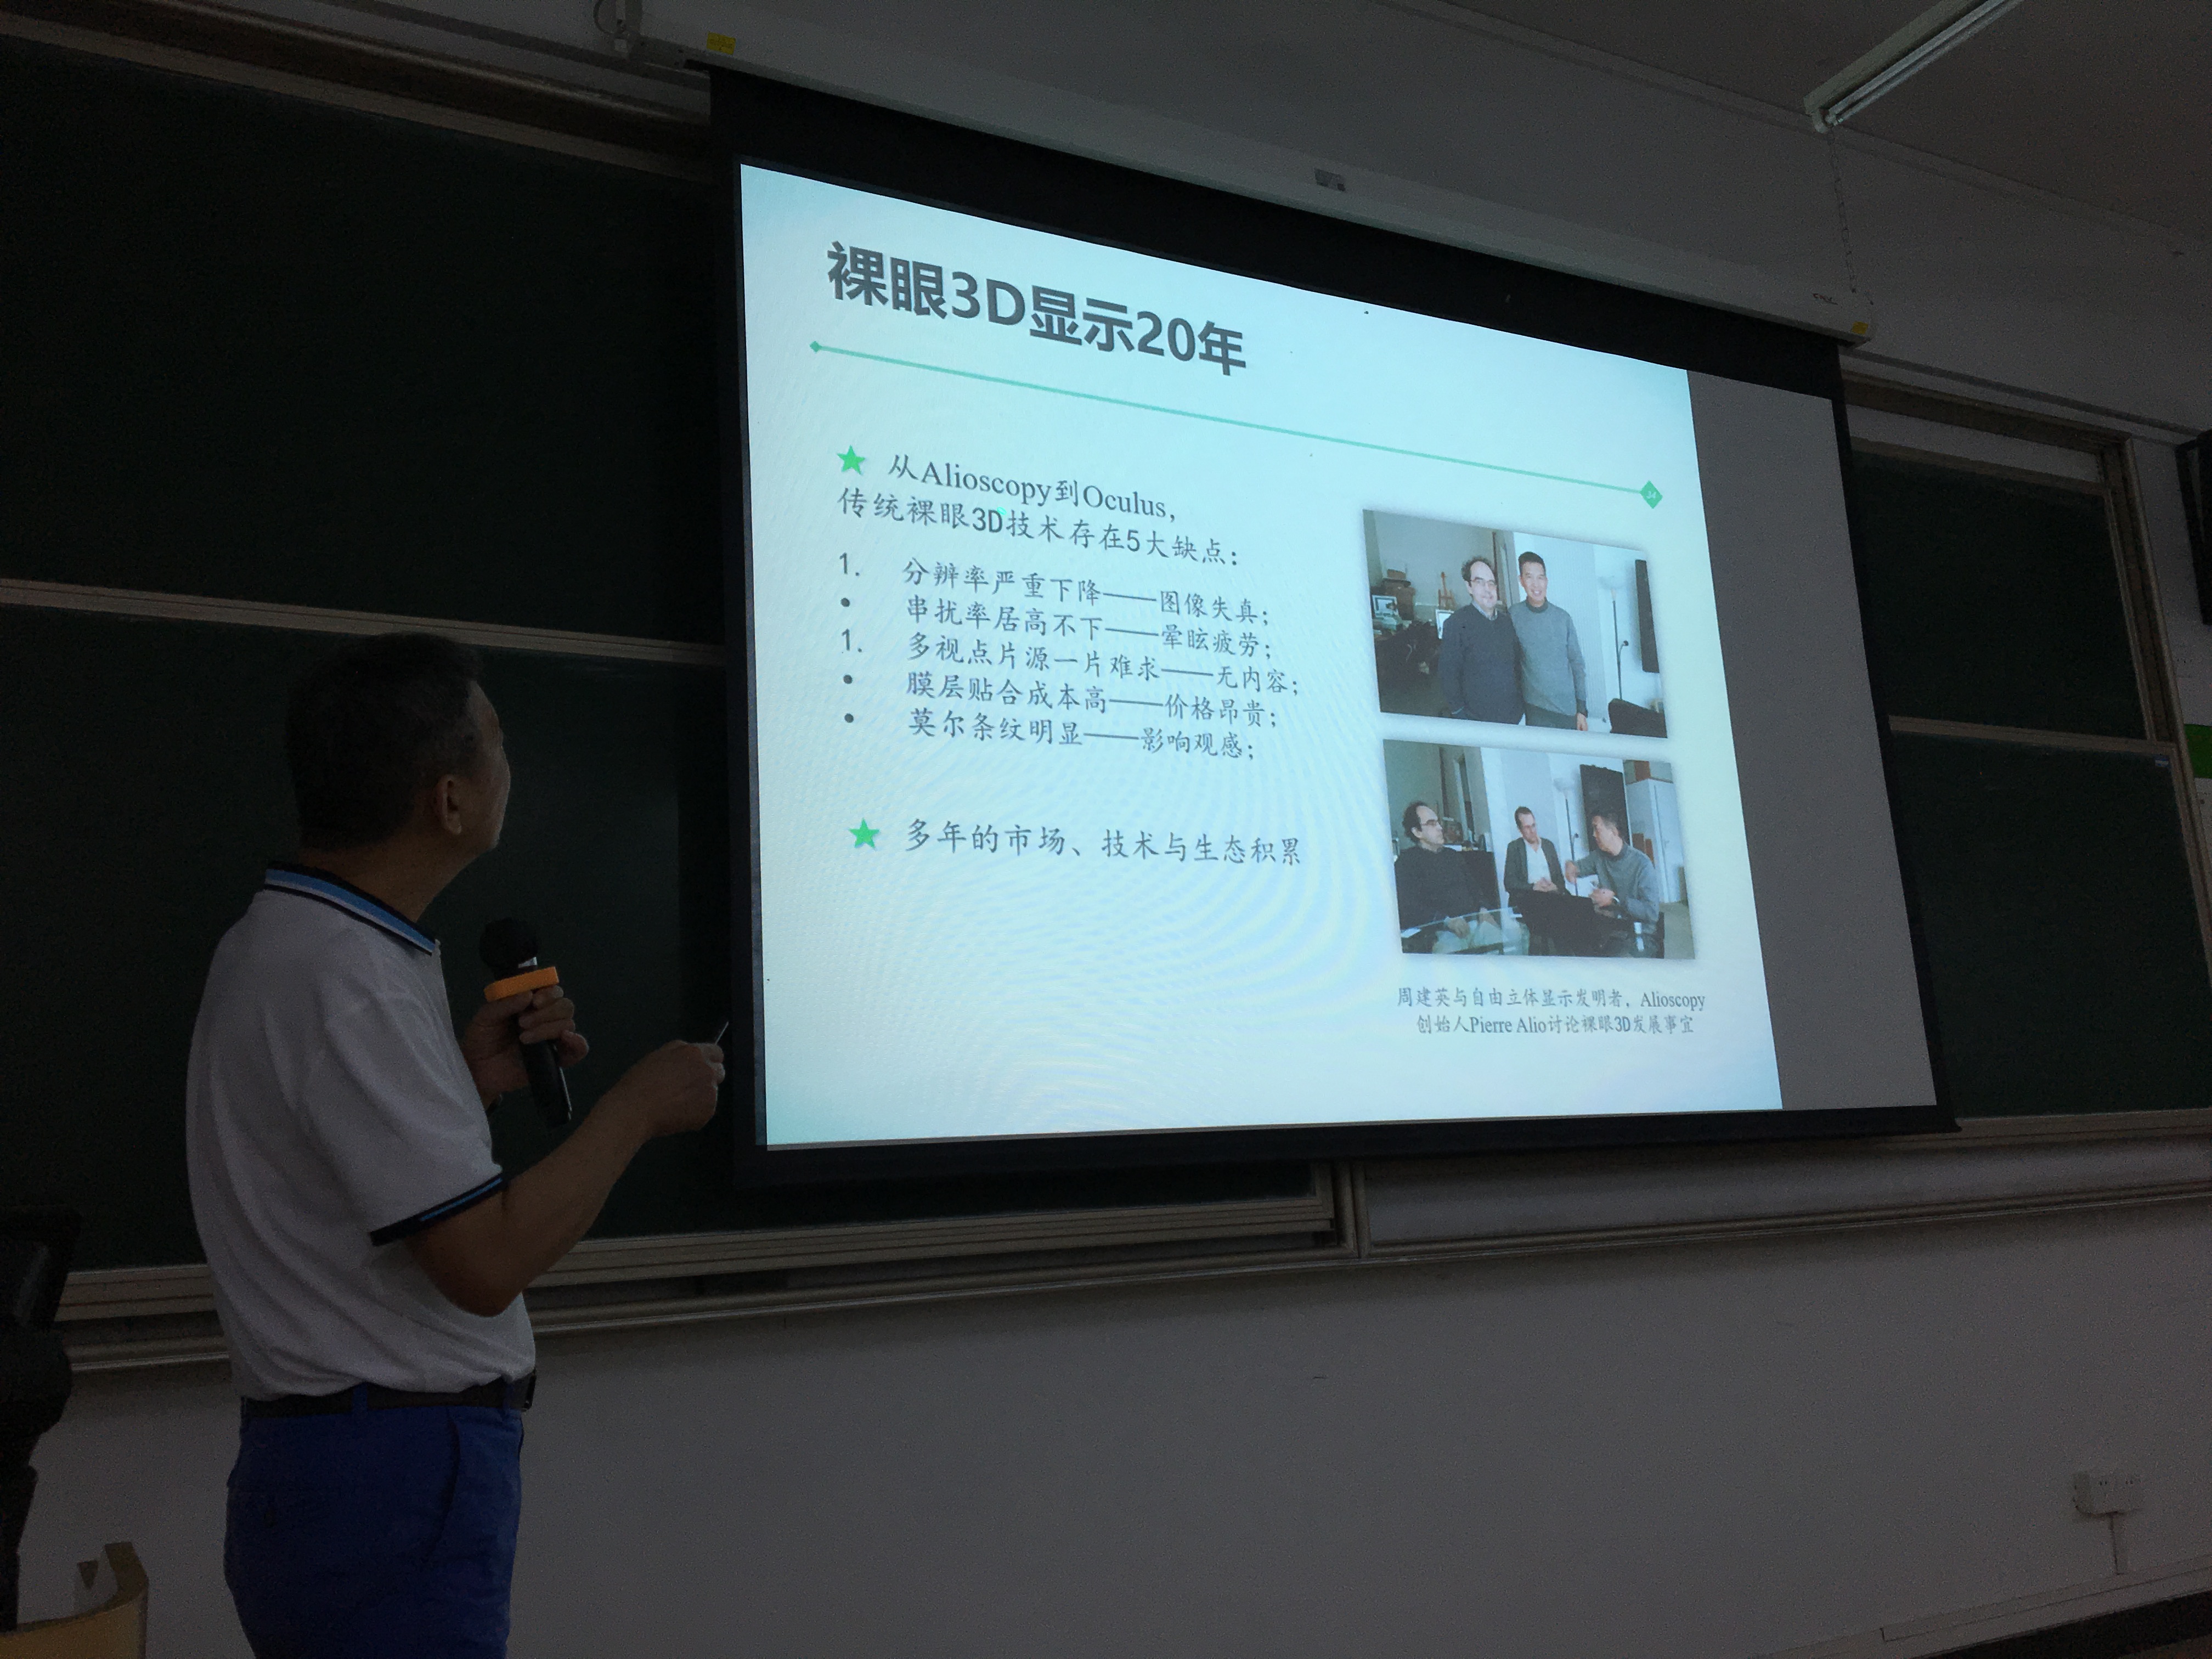 裸眼3D显示20年
34
★ 从Alioscopy到Oculus，
传统裸眼3D技术存在5大缺点：
1. 分辨率严重下降——图像失真；
• 串扰率居高不下——晕眩疲劳；
1. 多视点片源一片难求——无内容；
• 膜层贴合成本高——价格昂贵；
• 莫尔条纹明显——影响观感；
★ 多年的市场、技术与生态积累
周建英与自由立体显示发明者，Alioscopy
创始人Pierre Alio讨论裸眼3D发展事宜